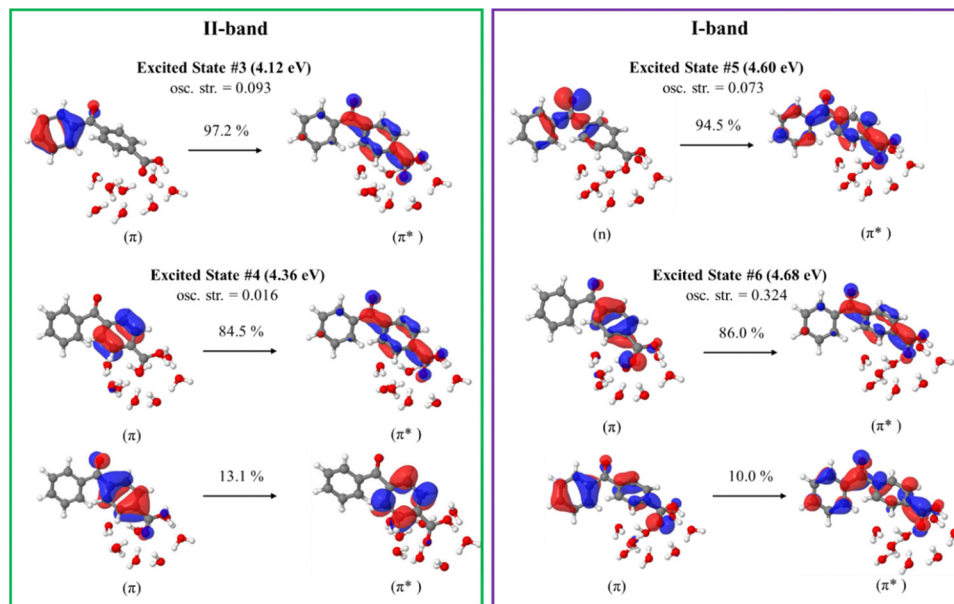 II-band
Excited State #3 (4.12 eV)
osc. str. = 0.093
97.2 %
(π)
(π* )
Excited State #4 (4.36 eV)
osc. str. = 0.016
84.5 %
(π)
(π* )
13.1 %
(π)
(π* )
I-band
Excited State #5 (4.60 eV)
osc. str. = 0.073
94.5 %
(n)
(π* )
Excited State #6 (4.68 eV)
osc. str. = 0.324
86.0 %
(π)
(π* )
10.0 %
(π)
(π* )